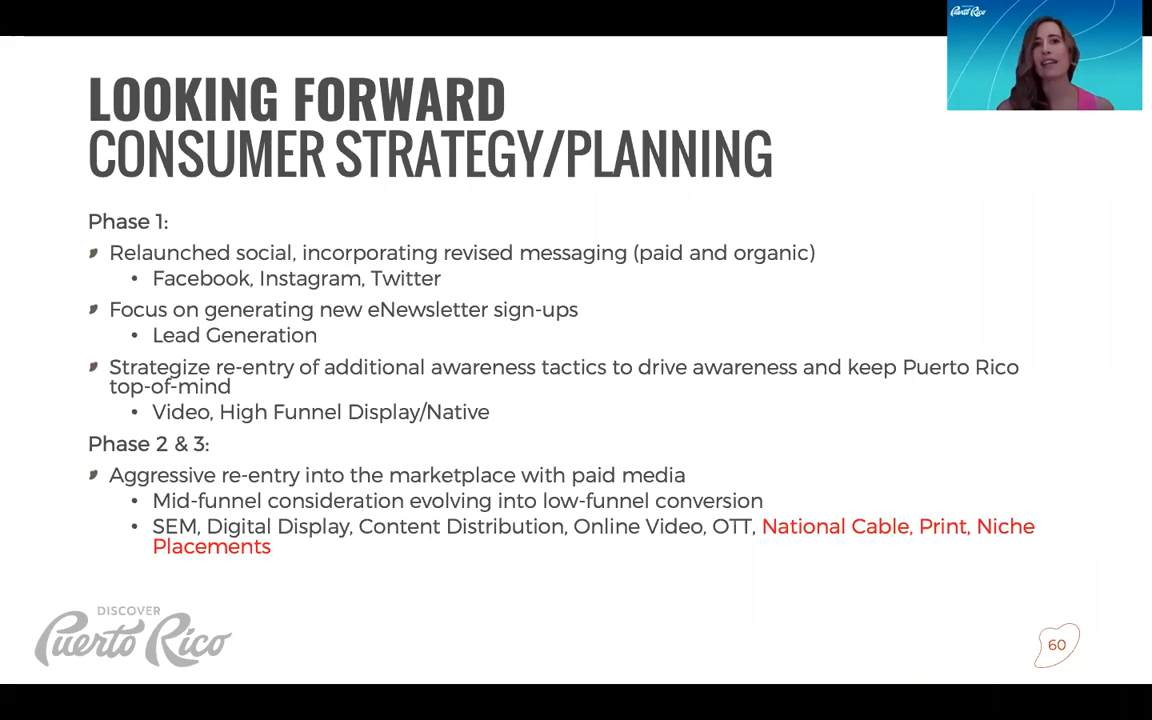 Puerto Rico
LOOKING FORWARD
CONSUMER STRATEGY/PLANNING
Phase 1:
Relaunched social, incorporating revised messaging (paid and organic)
• Facebook, Instagram, Twitter
Focus on generating new eNewsletter sign-ups
• Lead Generation
Strategize re-entry of additional awareness tactics to drive awareness and keep Puerto Rico
top-of-mind
• Video, High Funnel Display/Native
Phase 2 & 3:
Aggressive re-entry into the marketplace with paid media
• Mid-funnel consideration evolving into low-funnel conversion
• SEM, Digital Display, Content Distribution, Online Video, OTT, National Cable, Print, Niche
Placements
DISCOVER
Puerto Rico
60